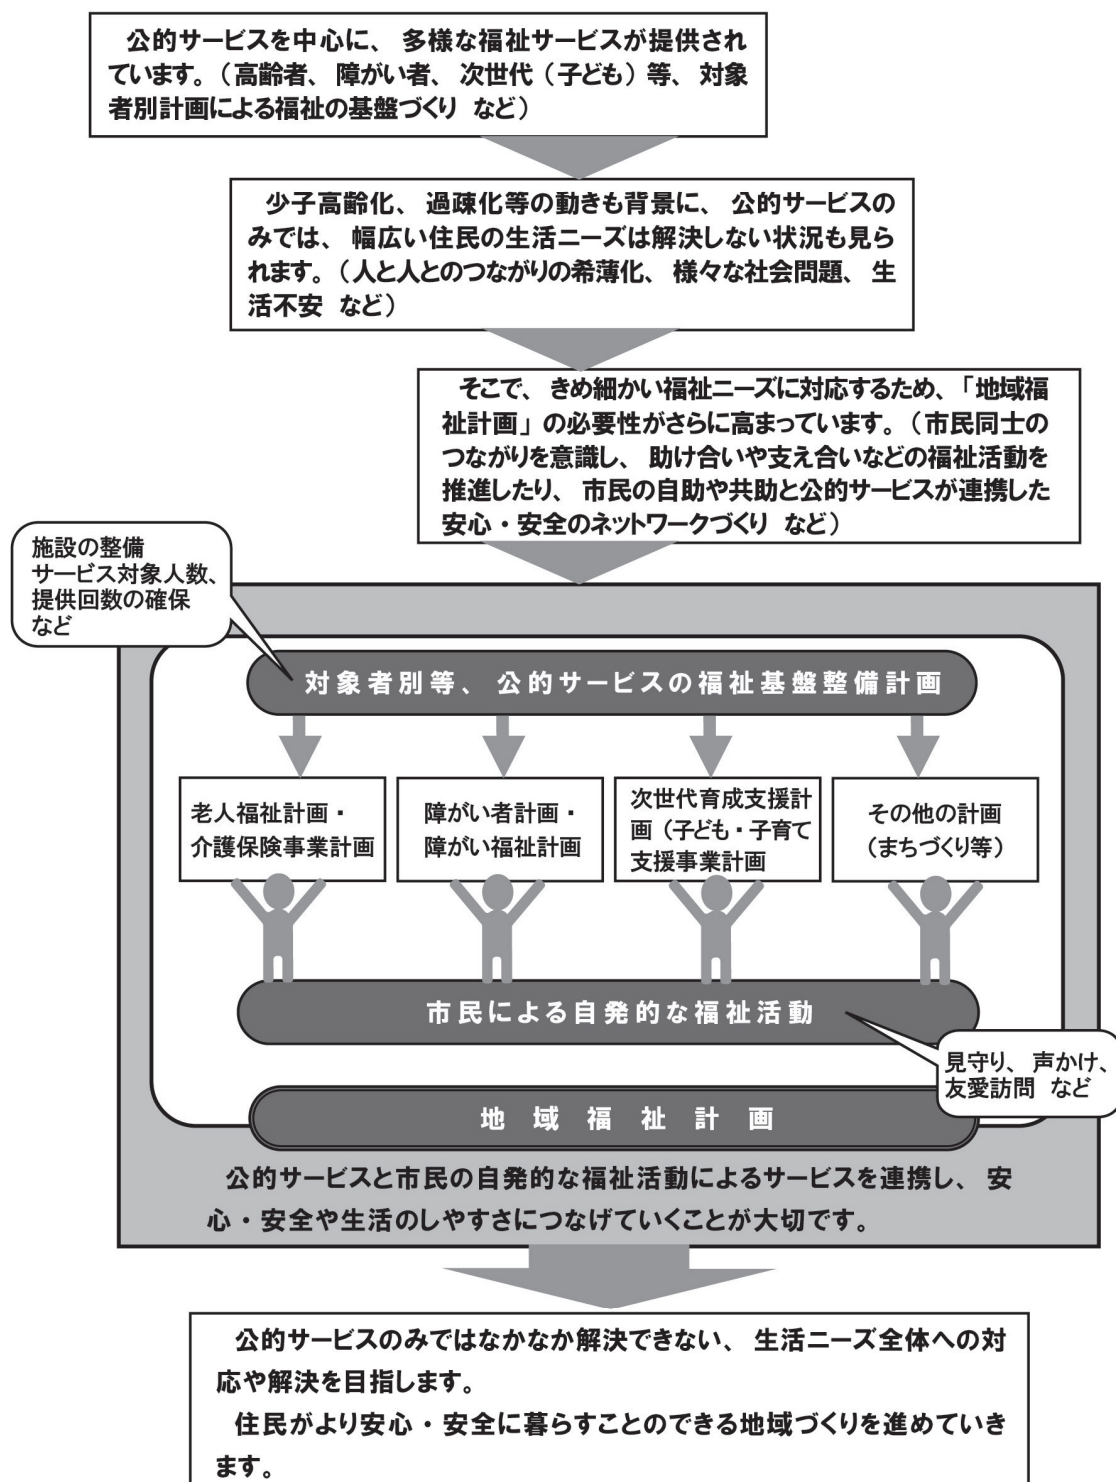 公的サービスを中心に、多様な福祉サービスが提供され
ています。（高齢者、障がい者、次世代（子ども）等、対象
者別計画による福祉の基盤づくり など）
少子高齢化、過疎化等の動きも背景に、公的サービスの
みでは、幅広い住民の生活ニーズは解決しない状況も見ら
れます。（人と人とのつながりの希薄化、様々な社会問題、生
活不安 など）
そこで、きめ細かい福祉ニーズに対応するため、「地域福
祉計画」の必要性がさらに高まっています。（市民同士の
つながりを意識し、助け合いや支え合いなどの福祉活動を
推進したり、市民の自助や共助と公的サービスが連携した
安心・安全のネットワークづくり など）
施設の整備
サービス対象人数、
提供回数の確保
など
対象者別等、公的サービスの福祉基盤整備計画
老人福祉計画・
介護保険事業計画
障がい者計画・
障がい福祉計画
次世代育成支援計
画（子ども・子育て
支援事業計画
その他の計画
（まちづくり等）
市民による自発的な福祉活動
見守り、声かけ、
友愛訪問 など
地域福祉計画
公的サービスと市民の自発的な福祉活動によるサービスを連携し、安
心・安全や生活のしやすさにつなげていくことが大切です。
公的サービスのみではなかなか解決できない、生活ニーズ全体への対
応や解決を目指します。
住民がより安心・安全に暮らすことのできる地域づくりを進めていき
ます。